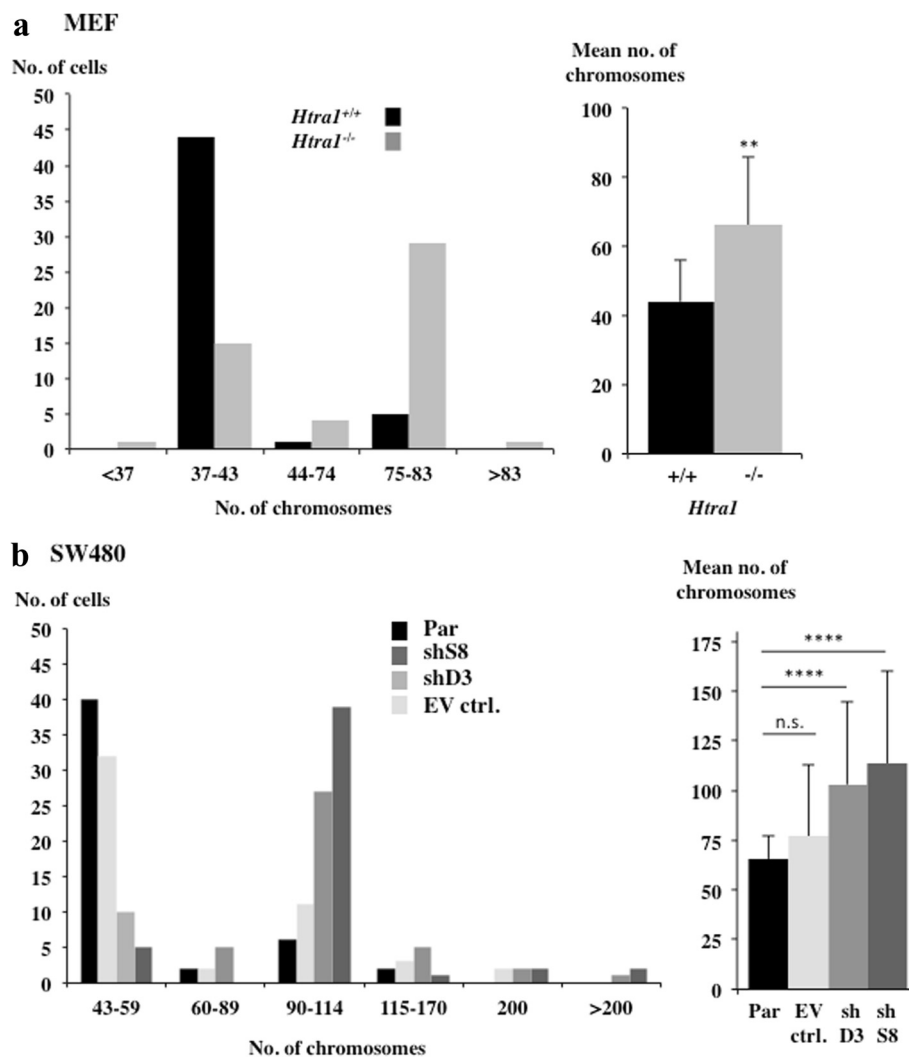 a MEF
No. of cells
50
45
40
35
30
25
20
15
10
5
0
Htra1+/+
Htra1-/-
<37 37-43 44-74 75-83 >83
No. of chromosomes
Mean no. of
chromosomes
100
80
60
40
20
0
**
+/+ -/-
Htra1
b SW480
No. of cells
50
45
40
35
30
25
20
15
10
5
0
Par
shS8
shD3
EV ctrl.
43-59 60-89 90-114 115-170 200 >200
No. of chromosomes
Mean no. of
chromosomes
175
150
125
100
75
50
25
0
****
****
n.s.
Par EV sh sh
ctrl. D3 S8